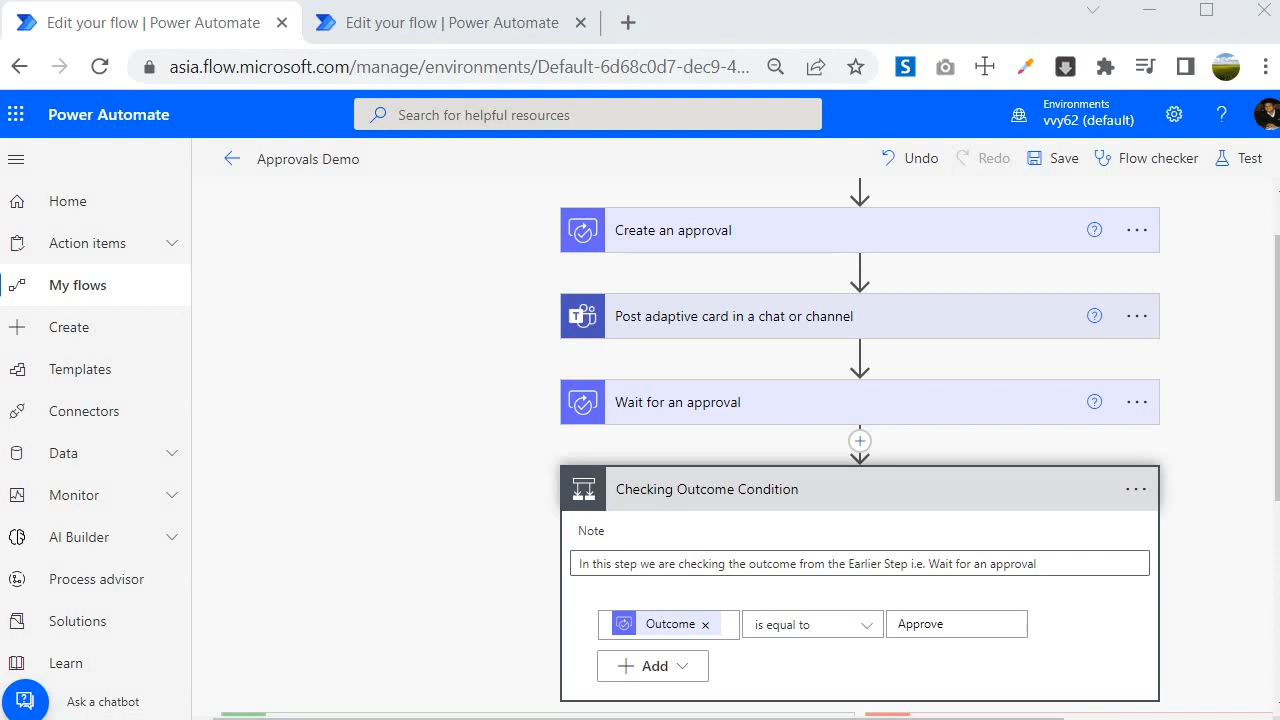 Edit your flow | Power Automate
Edit your flow | Power Automate
asia.flow.microsoft.com/manage/environments/Default-6d68c0d7-dec9-4...
Power Automate
Search for helpful resources
Environments
vvy62 (default)
Approvals Demo
Undo
Redo
Save
Flow checker
Test
Home
Action items
My flows
Create
Templates
Connectors
Data
Monitor
AI Builder
Process advisor
Solutions
Learn
Ask a chatbot
Create an approval
Post adaptive card in a chat or channel
Wait for an approval
Checking Outcome Condition
Note
In this step we are checking the outcome from the Earlier Step i.e. Wait for an approval
Outcome
is equal to
Approve
Add